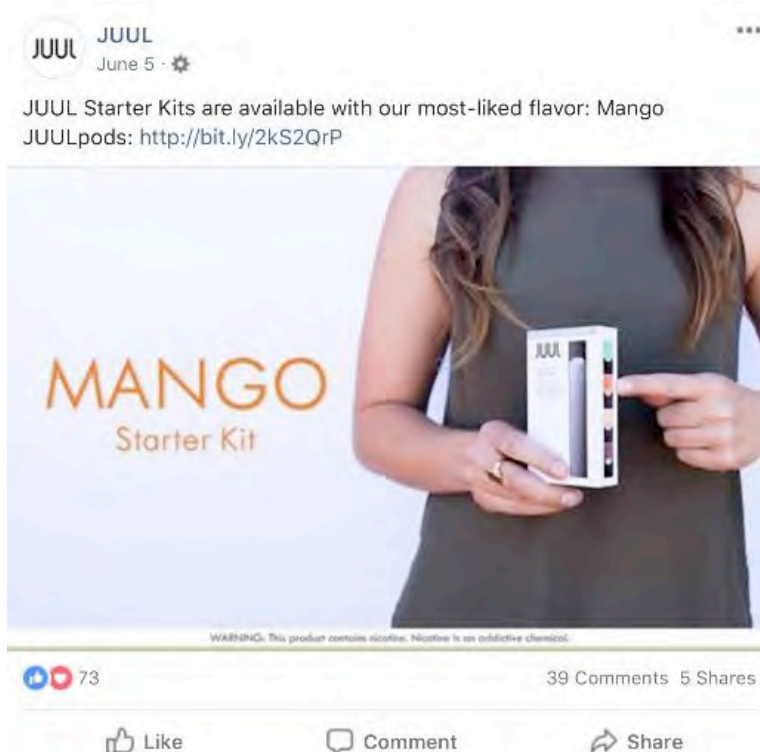 JUUL
JUUL
June 5 ·
JUUL Starter Kits are available with our most-liked flavor: Mango
JUULpods: http://bit.ly/2kS2QrP
MANGO
Starter Kit
JUUL
WARNING: This product contains nicotine. Nicotine is an addictive chemical.
73
39 Comments 5 Shares
Like Comment Share